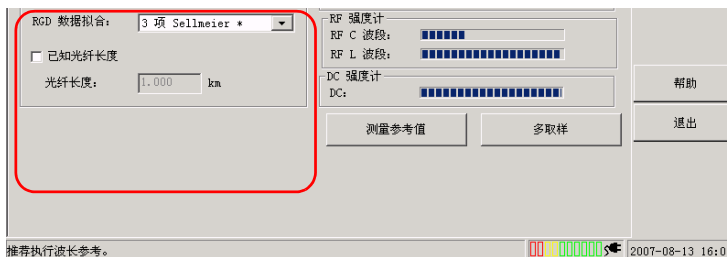 RGD 数据拟合: 3 项 Sellmeier *
已知光纤长度
光纤长度: 1.000 km
RF 强度计
RF C 波段:
RF L 波段:
DC 强度计
DC:
测量参考值 多取样
帮助
退出
推荐执行波长参考。 2007-08-13 16:0